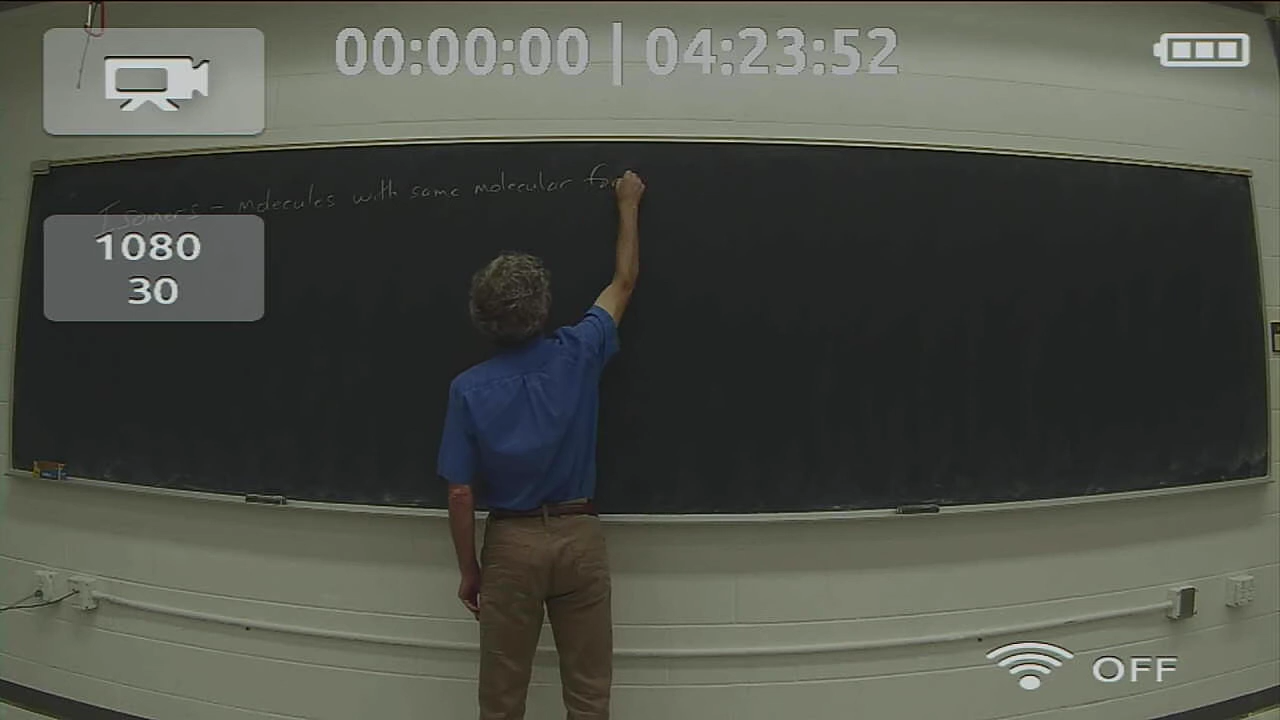 00:00:00 | 04:23:52
Isomers - molecules with same molecular for
1080
30
OFF